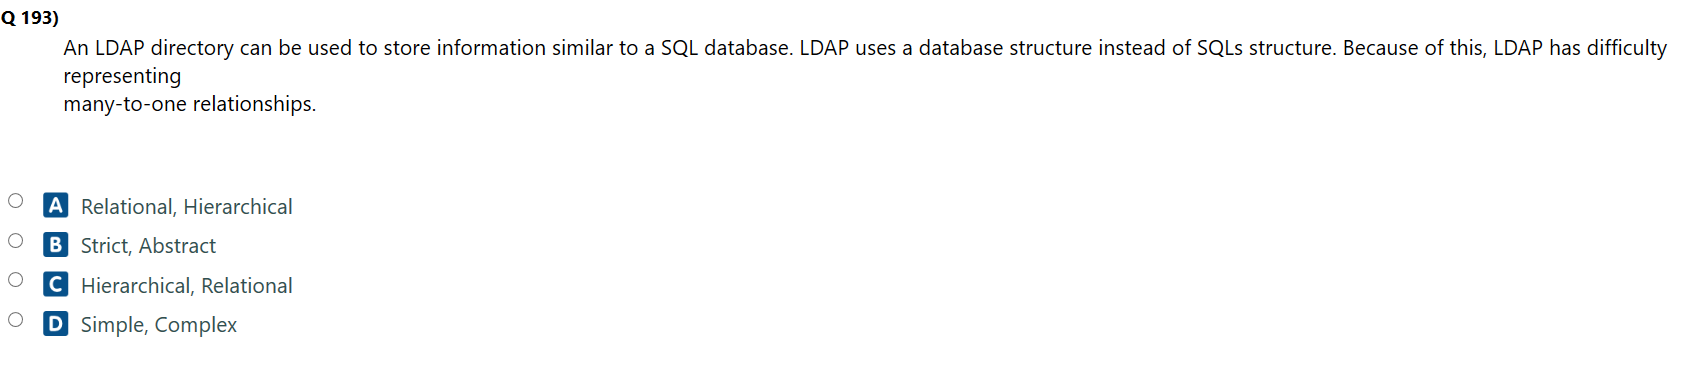 Q 193)
An LDAP directory can be used to store information similar to a SQL database. LDAP uses a database structure instead of SQLs structure. Because of this, LDAP has difficulty
representing
many-to-one relationships.
A Relational, Hierarchical
B Strict, Abstract
C Hierarchical, Relational
D Simple, Complex